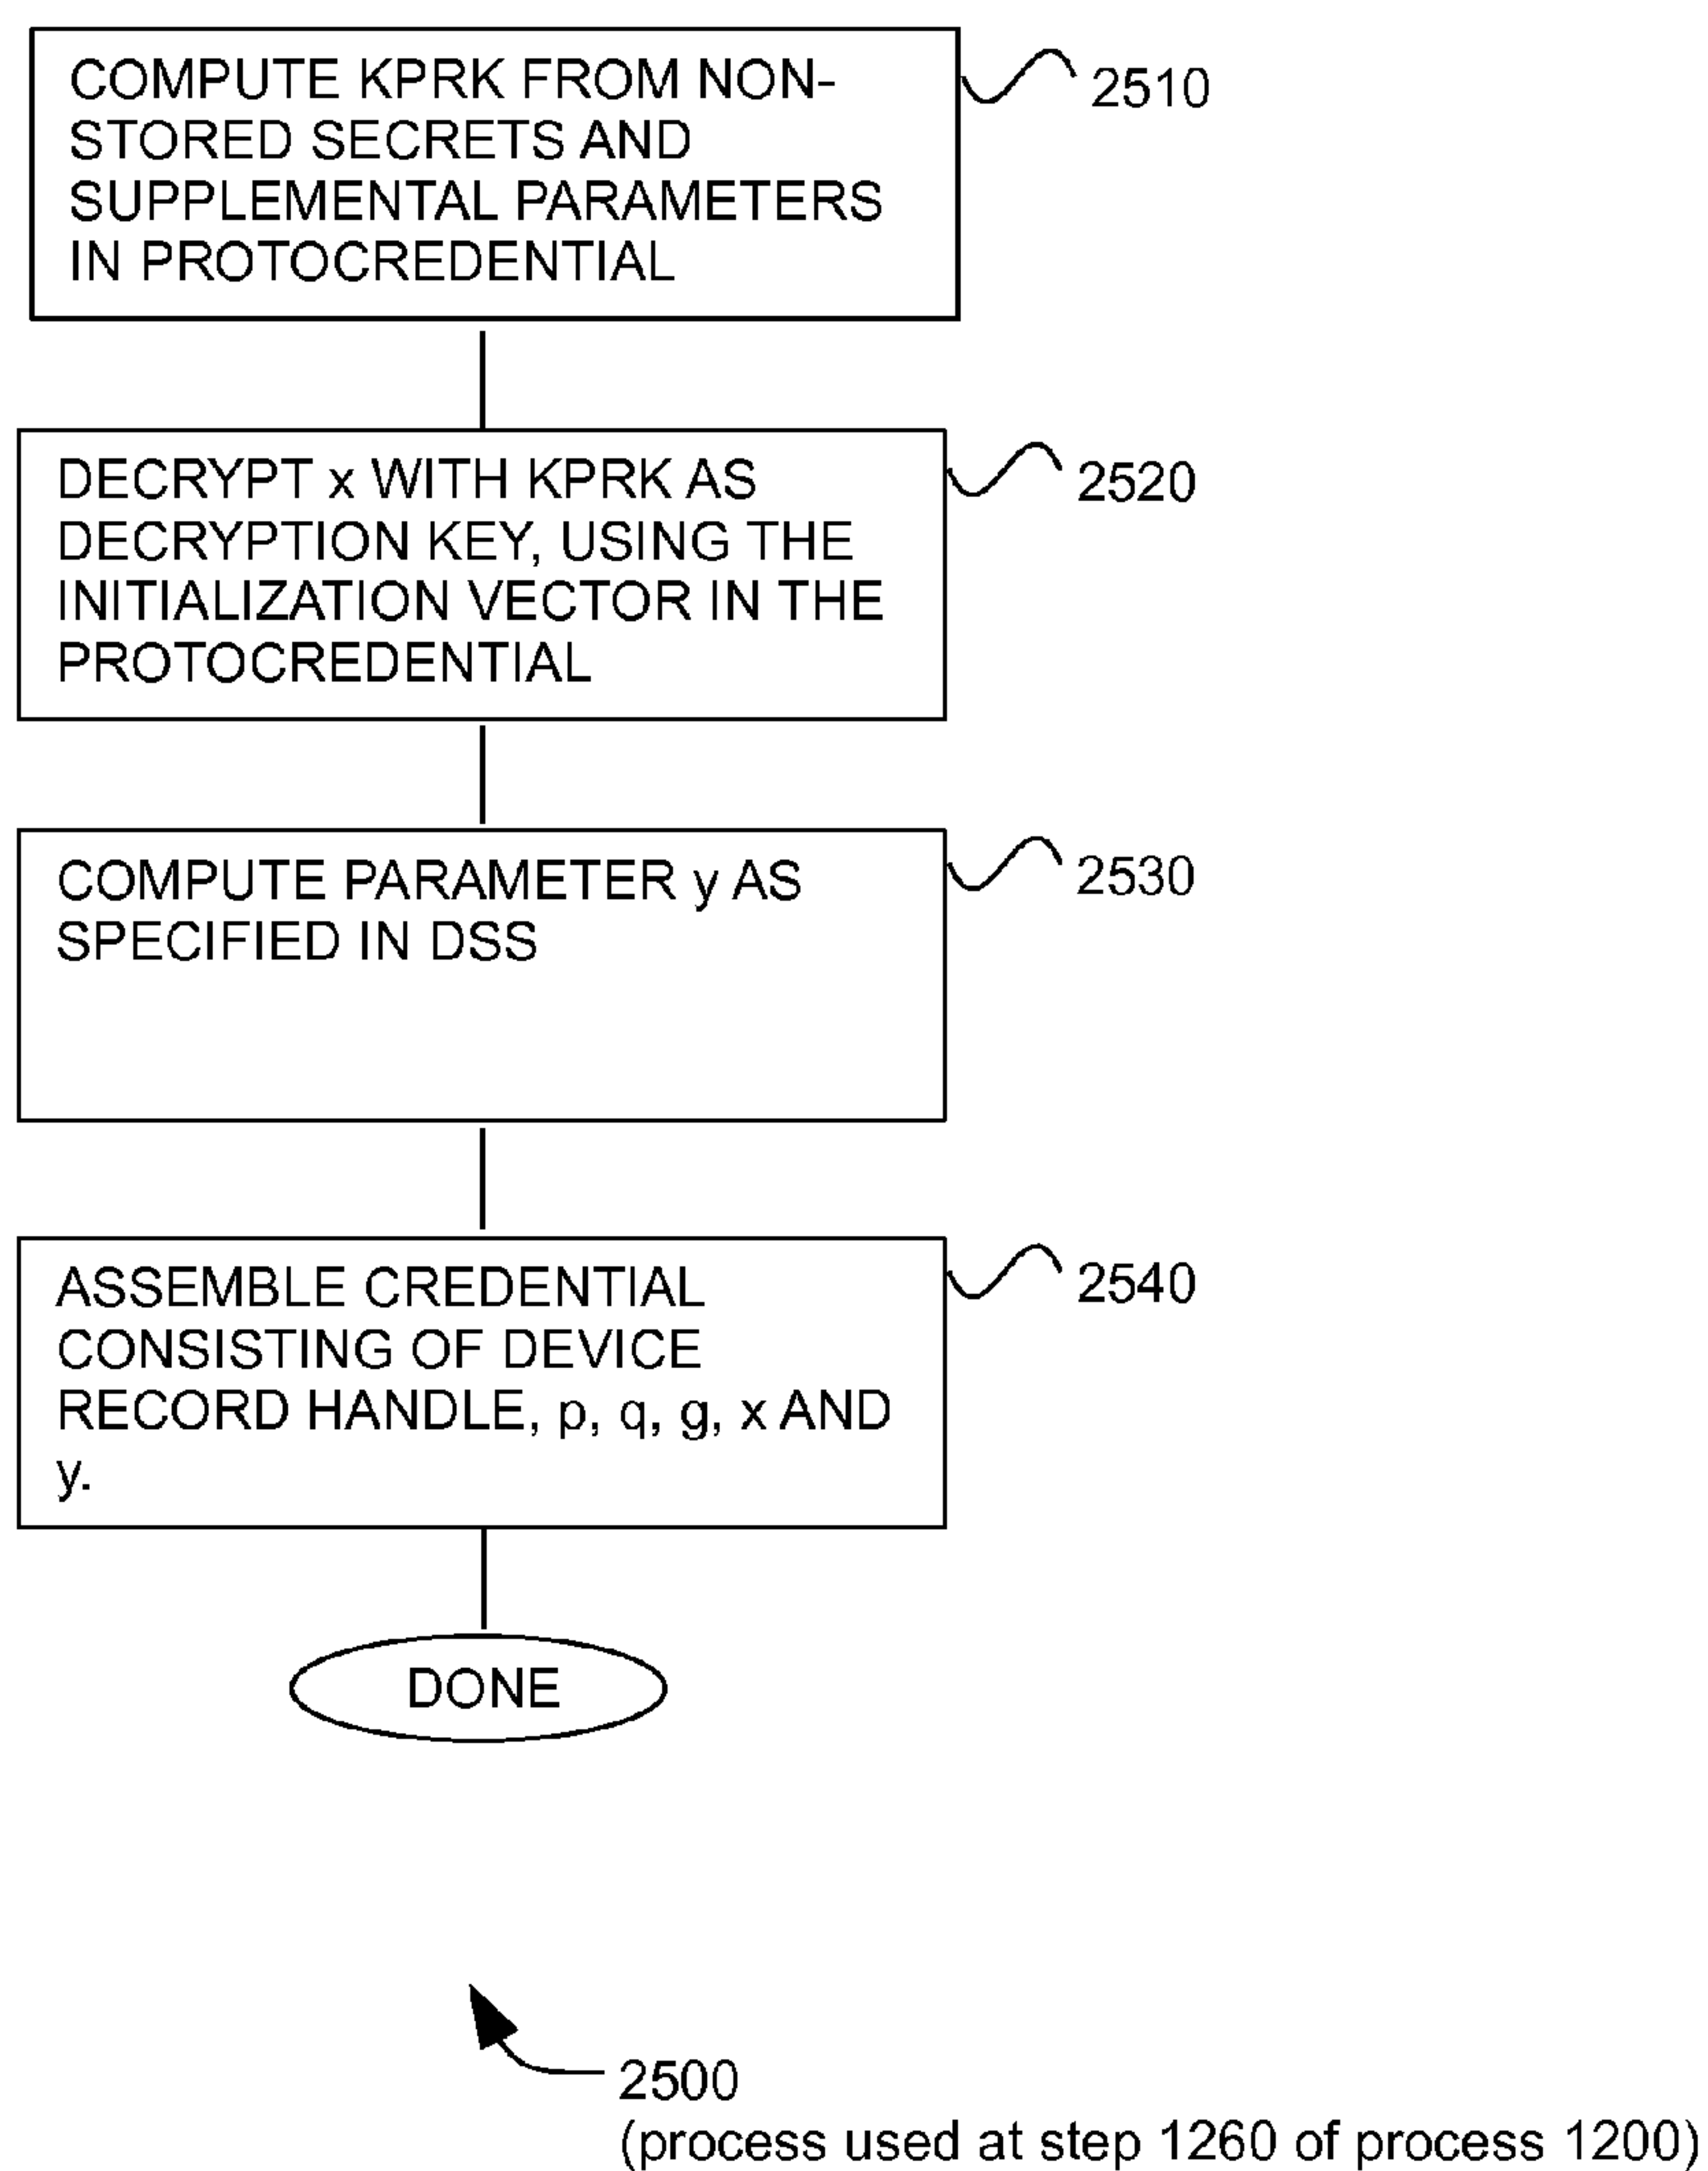 COMPUTE KPRK FROM NON-
STORED SECRETS AND
SUPPLEMENTAL PARAMETERS
IN PROTOCREDENTIAL
2510
DECRYPT x WITH KPRK AS
DECRYPTION KEY, USING THE
INITIALIZATION VECTOR IN THE
PROTOCREDENTIAL
2520
COMPUTE PARAMETER y AS
SPECIFIED IN DSS
2530
ASSEMBLE CREDENTIAL
CONSISTING OF DEVICE
RECORD HANDLE, p, q, g, x AND
y.
2540
DONE
2500
(process used at step 1260 of process 1200)